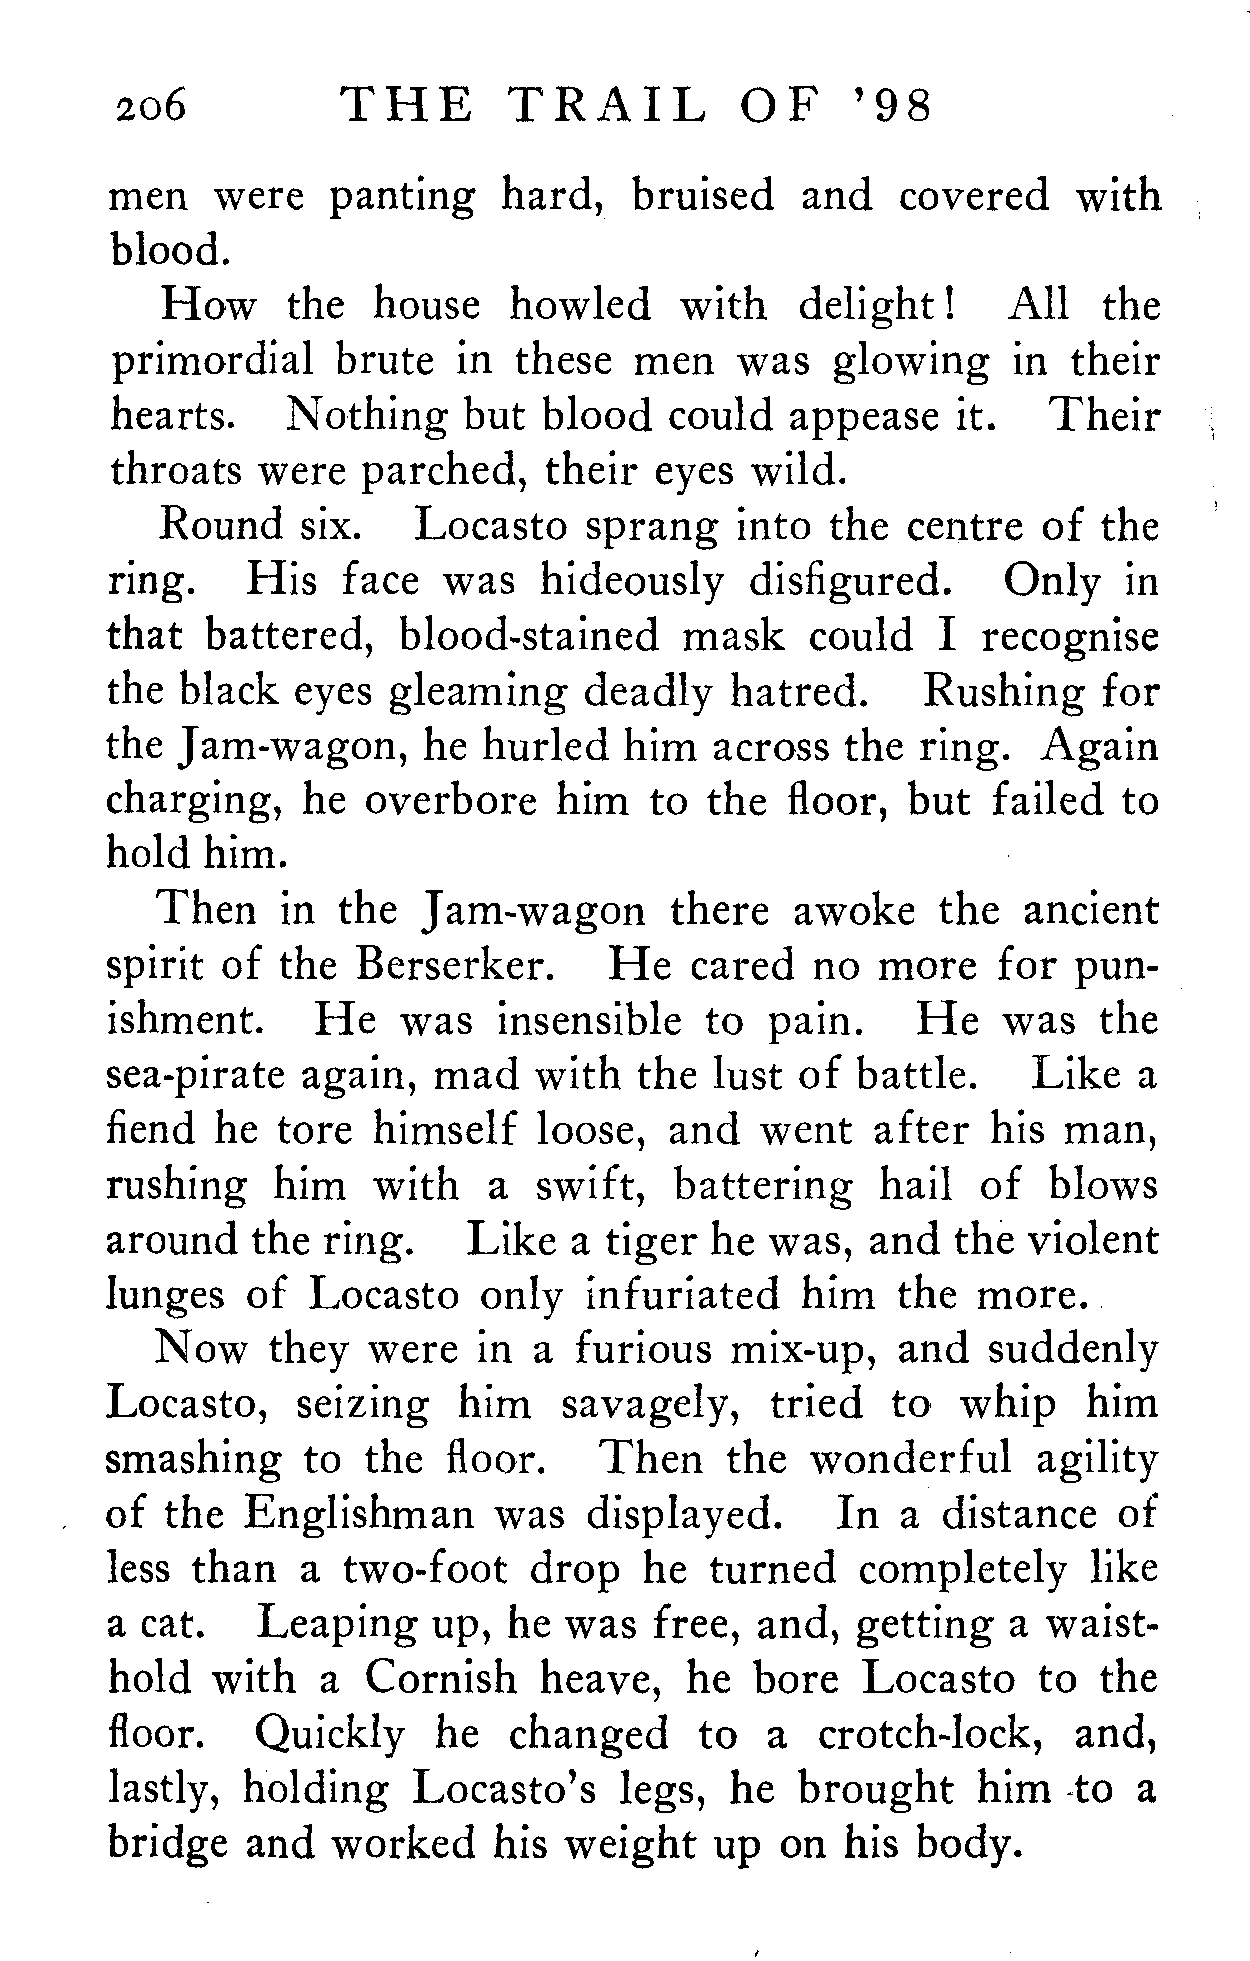 206 THE TRAIL OF '98
men were panting hard, bruised and covered with
blood.
How the house howled with delight! All the
primordial brute in these men was glowing in their
hearts. Nothing but blood could appease it. Their
throats were parched, their eyes wild.
Round six. Locasto sprang into the centre of the
ring. His face was hideously disfigured. Only in
that battered, blood-stained mask could I recognise
the black eyes gleaming deadly hatred. Rushing for
the Jam-wagon, he hurled him across the ring. Again
charging, he overbore him to the floor, but failed to
hold him.
Then in the Jam-wagon there awoke the ancient
spirit of the Berserker. He cared no more for pun-
ishment. He was insensible to pain. He was the
sea-pirate again, mad with the lust of battle. Like a
fiend he tore himself loose, and went after his man,
rushing him with a swift, battering hail of blows
around the ring. Like a tiger he was, and the violent
lunges of Locasto only infuriated him the more.
Now they were in a furious mix-up, and suddenly
Locasto, seizing him savagely, tried to whip him
smashing to the floor. Then the wonderful agility
of the Englishman was displayed. In a distance of
less than a two-foot drop he turned completely like
a cat. Leaping up, he was free, and, getting a waist-
hold with a Cornish heave, he bore Locasto to the
floor. Quickly he changed to a crotch-lock, and,
lastly, holding Locasto's legs, he brought him to a
bridge and worked his weight up on his body.